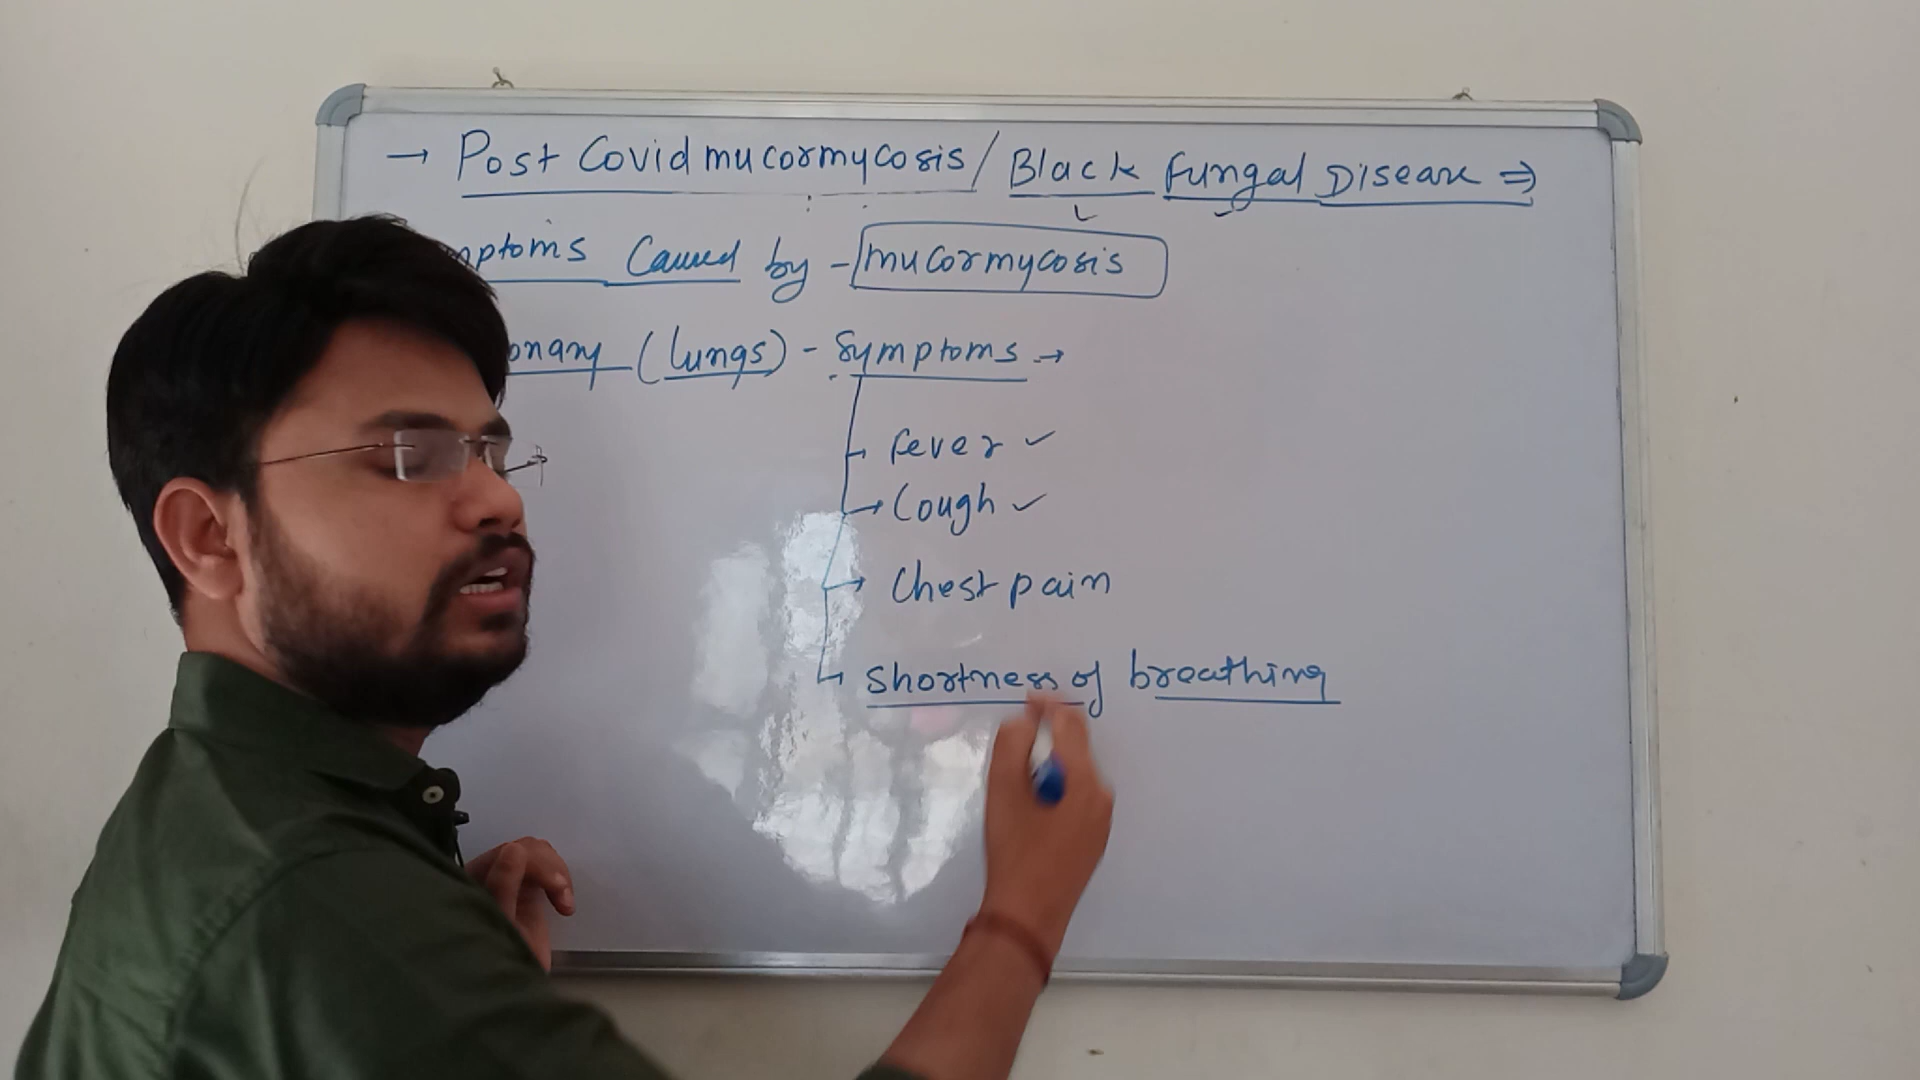 → Post Covid mucormycosis / Black Fungal Disease ⇒
mptoms Caused by - mucormycosis
onary (lungs) - Symptoms →
fever ✓
→ Cough ✓
→ Chest pain
Shortness of breathing